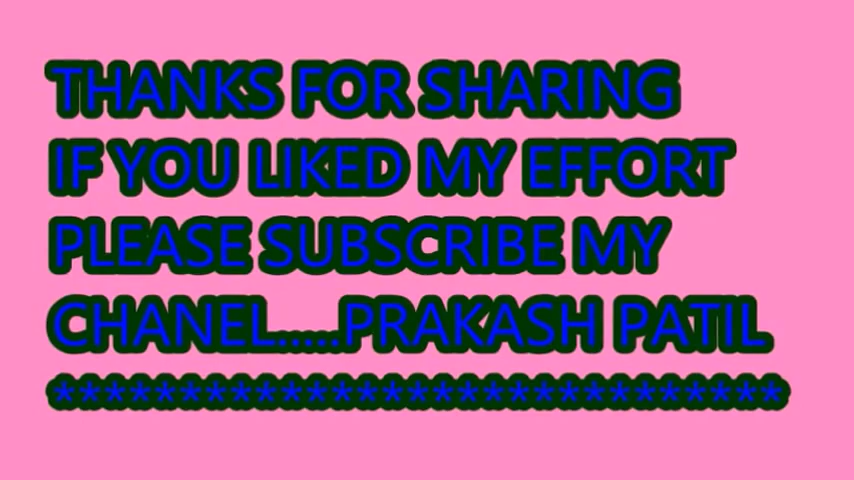 THANKS FOR SHARING
IF YOU LIKED MY EFFORT
PLEASE SUBSCRIBE MY
CHANEL.....PRAKASH PATIL
*****************************